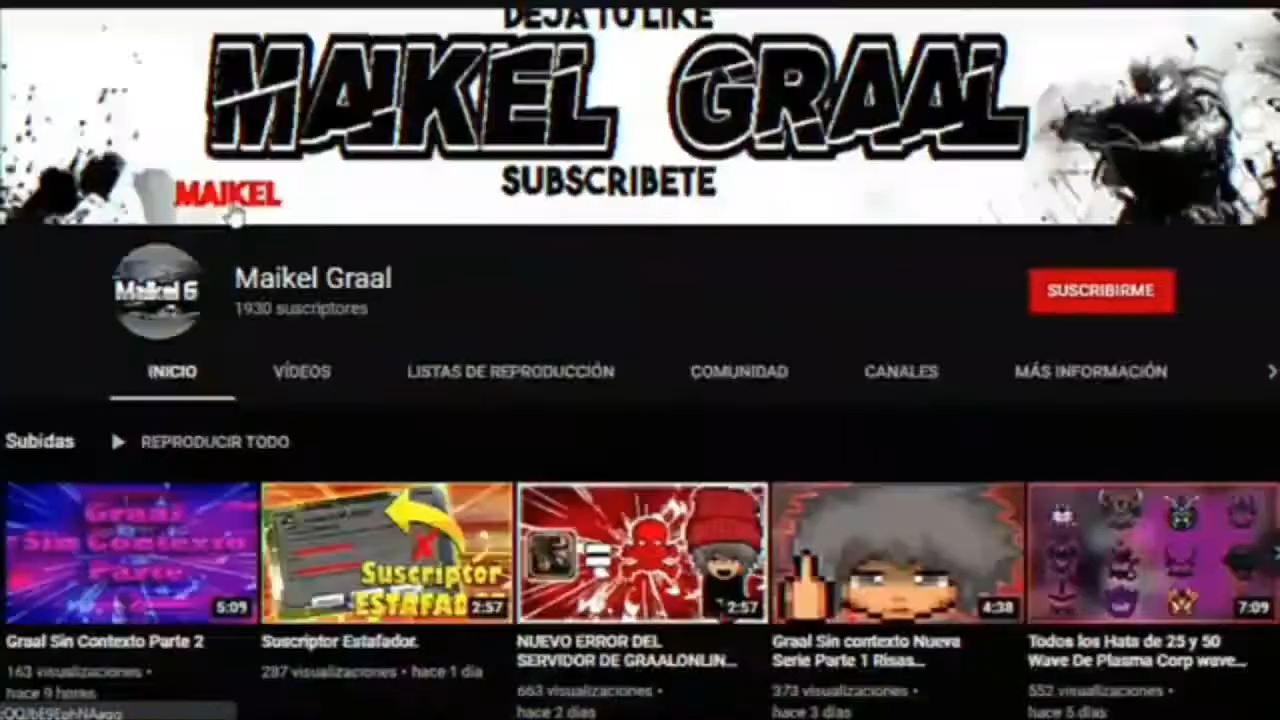 DEJA TU LIKE
MAIKEL GRAAL
SUBSCRIBETE
MAIKEL
Maikel G
Maikel Graal
1930 suscriptores
SUSCRIBIRME
INICIO
VÍDEOS
LISTAS DE REPRODUCCIÓN
COMUNIDAD
CANALES
MÁS INFORMACIÓN
Subidas
REPRODUCIR TODO
Graal
Sin Contexto
Parte
5:09
Suscriptor
2:57
2:57
4:38
7:09
Graal Sin Contexto Parte 2
163 visualizaciones •
hace 9 horas
Suscriptor Estafador.
287 visualizaciones • hace 1 día
NUEVO ERROR DEL
SERVIDOR DE GRAALONLIN...
663 visualizaciones •
hace 2 días
Graal Sin contexto Nueva
Serie Parte 1 Risas...
373 visualizaciones •
hace 3 días
Todos los Hats de 25 y 50
Wave De Plasma Corp wave...
552 visualizaciones •
hace 5 días